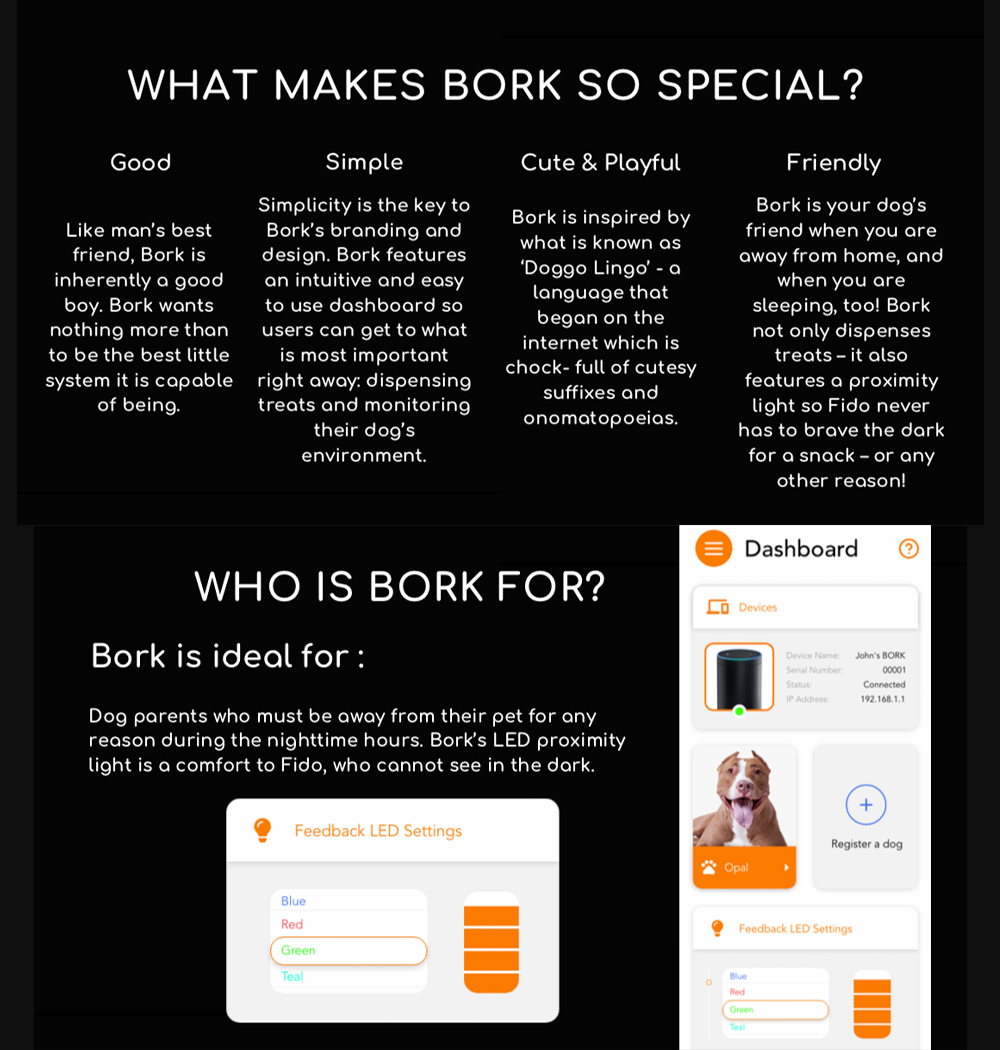 WHAT MAKES BORK SO SPECIAL?
Good
Like man’s best
friend, Bork is
inherently a good
boy. Bork wants
nothing more than
to be the best little
system it is capable
of being.
Simple
Simplicity is the key to
Bork’s branding and
design. Bork features
an intuitive and easy
to use dashboard so
users can get to what
is most important
right away: dispensing
treats and monitoring
their dog’s
environment.
Cute & Playful
Bork is inspired by
what is known as
‘Doggo Lingo’ - a
language that
began on the
internet which is
chock- full of cutesy
suffixes and
onomatopoeias.
Friendly
Bork is your dog’s
friend when you are
away from home, and
when you are
sleeping, too! Bork
not only dispenses
treats – it also
features a proximity
light so Fido never
has to brave the dark
for a snack – or any
other reason!
WHO IS BORK FOR?
Bork is ideal for :
Dog parents who must be away from their pet for any
reason during the nighttime hours. Bork’s LED proximity
light is a comfort to Fido, who cannot see in the dark.
Feedback LED Settings
Blue
Red
Green
Teal
Dashboard
?
Devices
Device Name: John's BORK
Serial Number: 00001
Status: Connected
IP Address: 192.168.1.1
Opal
Register a dog
Feedback LED Settings
Blue
Red
Green
Teal